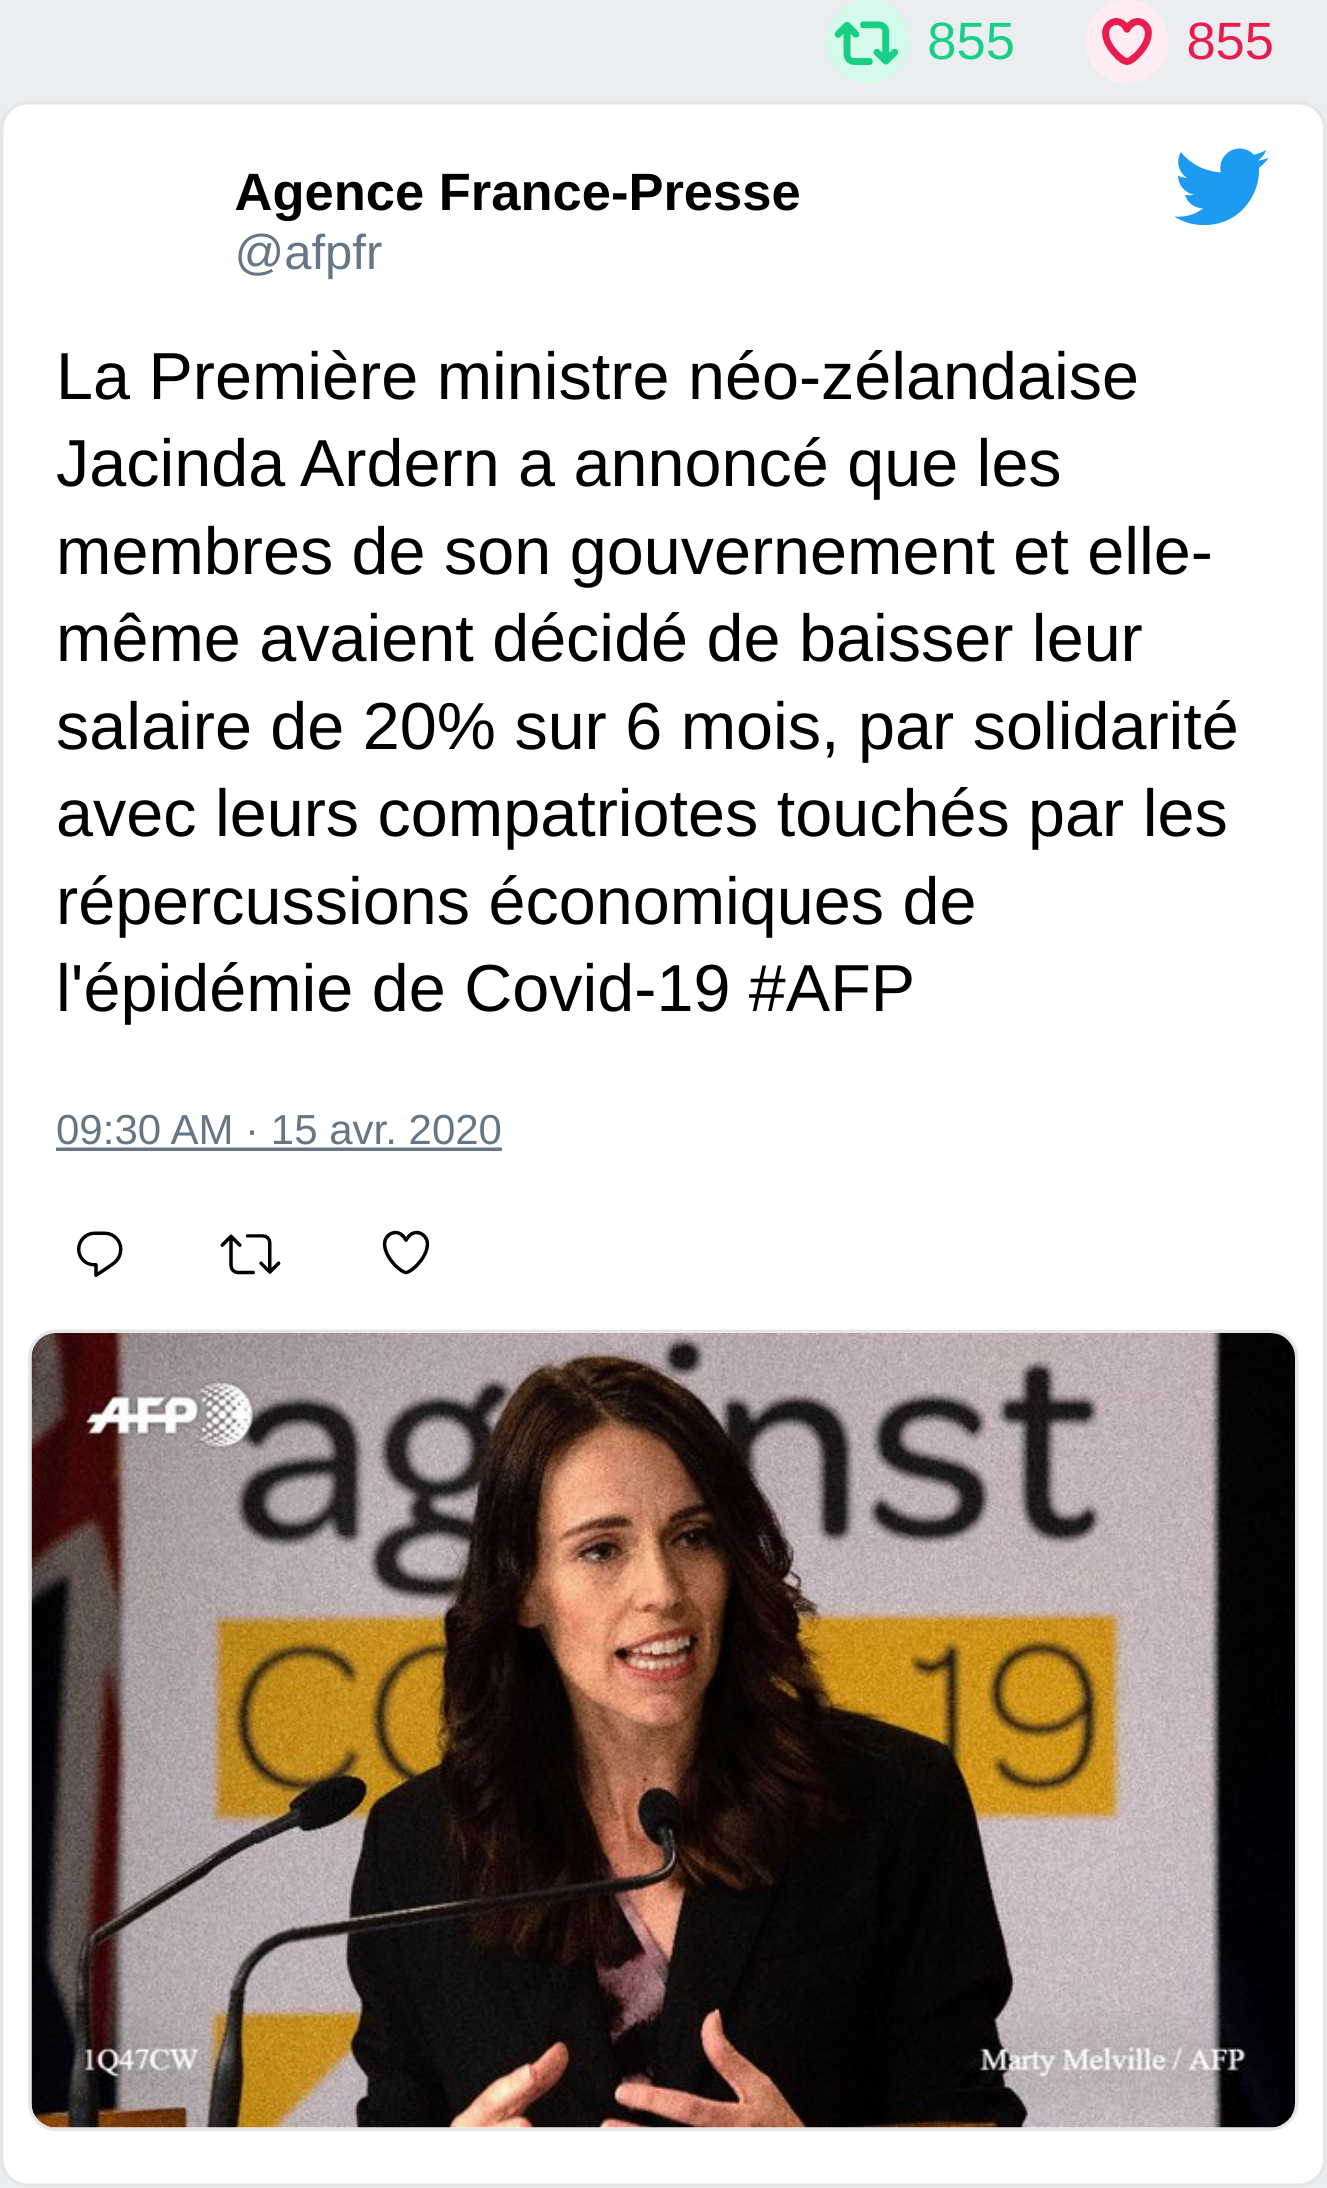 855 855
Agence France-Presse
@afpfr
La Première ministre néo-zélandaise
Jacinda Ardern a annoncé que les
membres de son gouvernement et elle-
même avaient décidé de baisser leur
salaire de 20% sur 6 mois, par solidarité
avec leurs compatriotes touchés par les
répercussions économiques de
l'épidémie de Covid-19 #AFP
09:30 AM · 15 avr. 2020
AFP
ag inst
CO 19
1Q47CW
Marty Melville / AFP